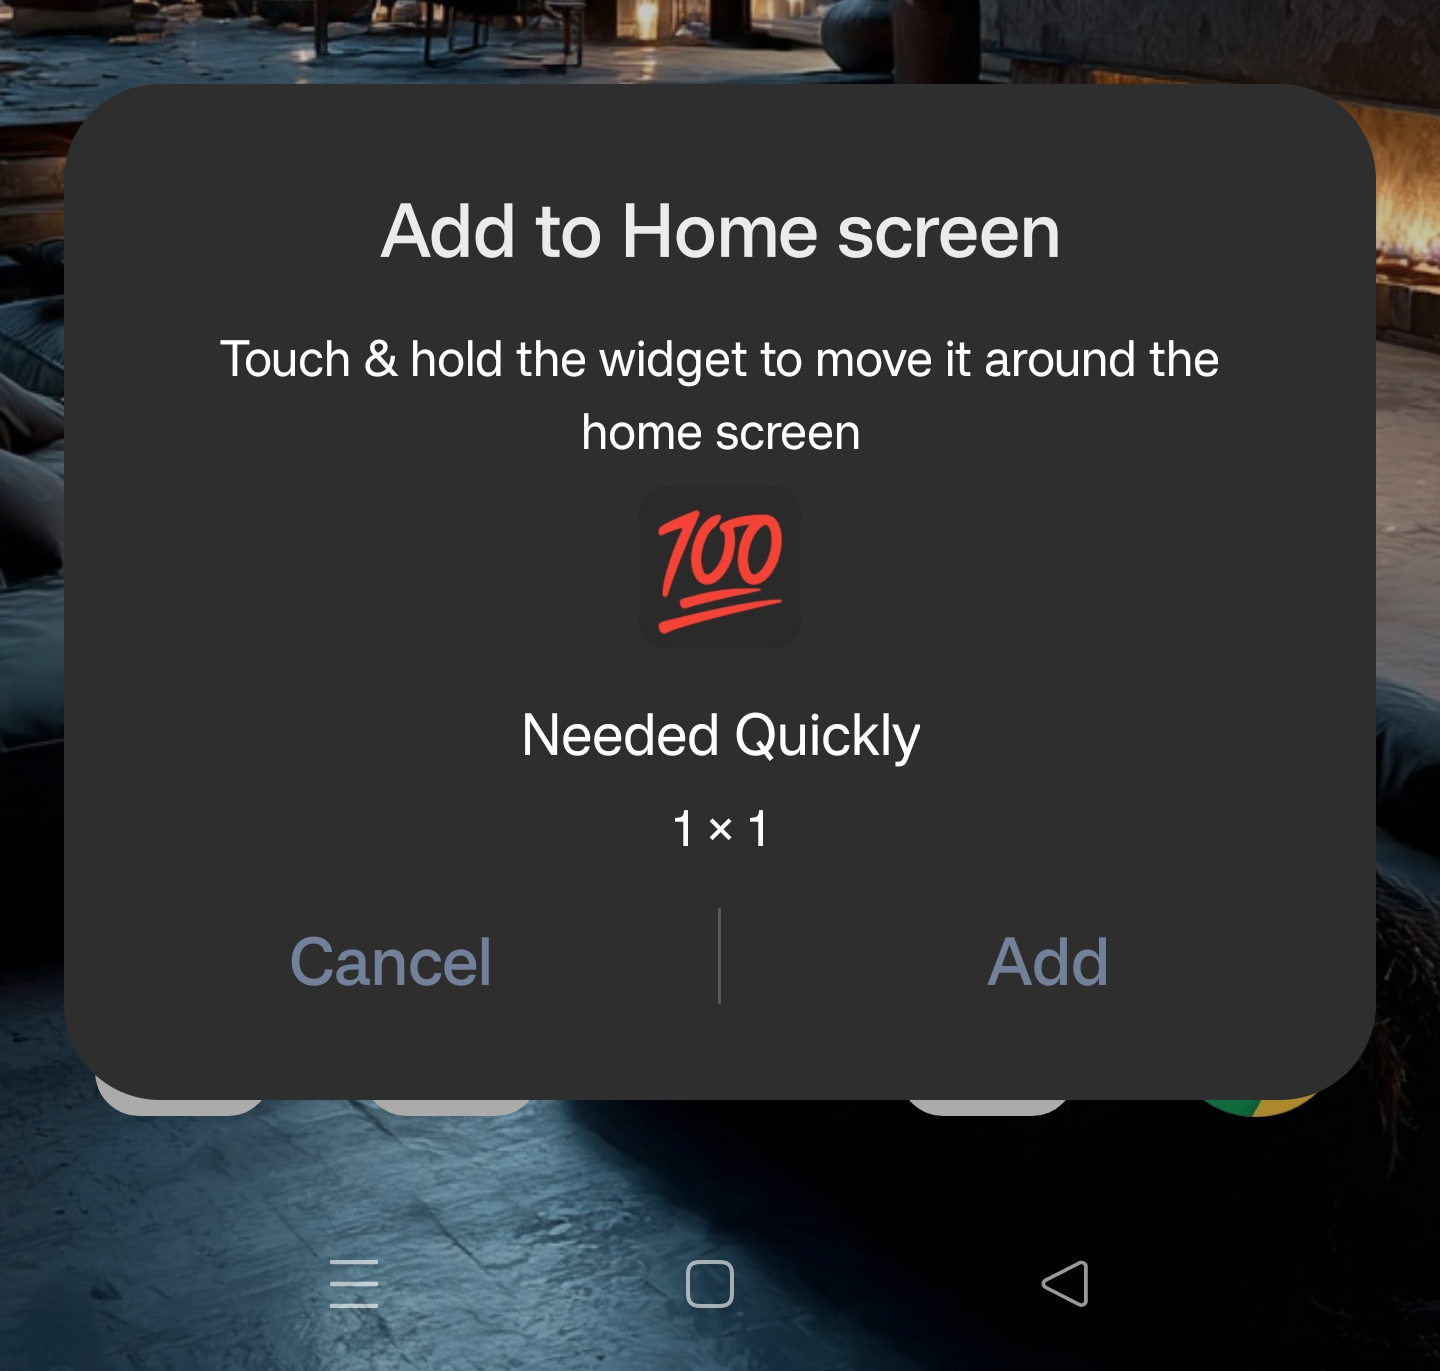 Add to Home screen
Touch & hold the widget to move it around the
home screen
💯
Needed Quickly
1 × 1
Cancel
Add